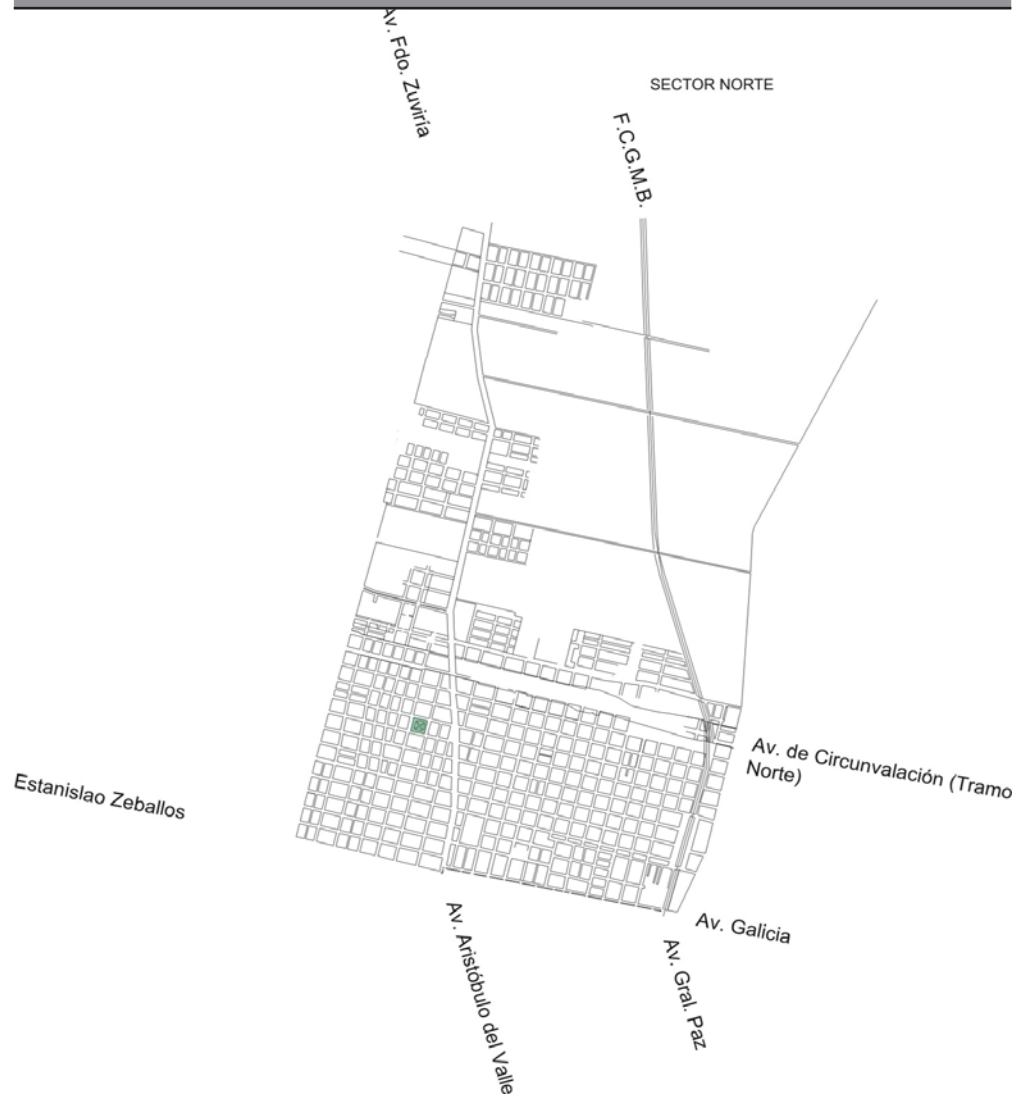 Av. Fdo. Zuviría
SECTOR NORTE
F.C.G.M.B.
Av. de Circunvalación (Tramo
Norte)
Estanislao Zeballos
Av. Galicia
Av. Aristóbulo del Valle
Av. Gral. Paz